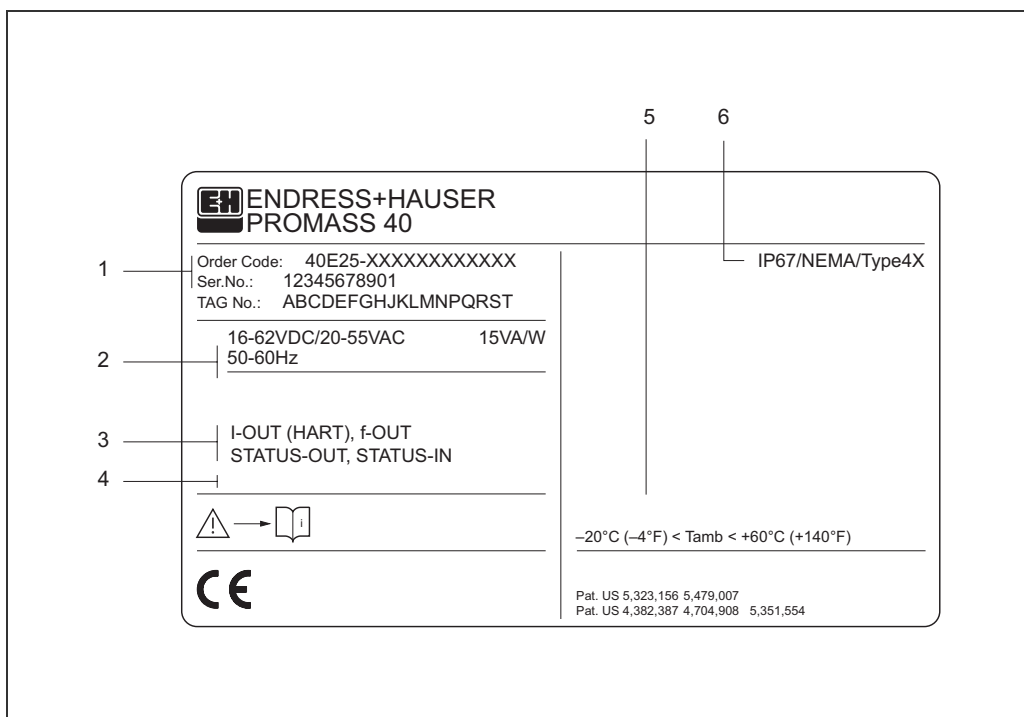 5 6
E+H ENDRESS+HAUSER
PROMASS 40
1
Order Code: 40E25-XXXXXXXXXXXX
Ser.No.: 12345678901
TAG No.: ABCDEFGHJKLMNPQRST
IP67/NEMA/Type4X
2
16-62VDC/20-55VAC 15VA/W
50-60Hz
3
I-OUT (HART), f-OUT
STATUS-OUT, STATUS-IN
4
i
–20°C (–4°F) < Tamb < +60°C (+140°F)
CE
Pat. US 5,323,156 5,479,007
Pat. US 4,382,387 4,704,908 5,351,554